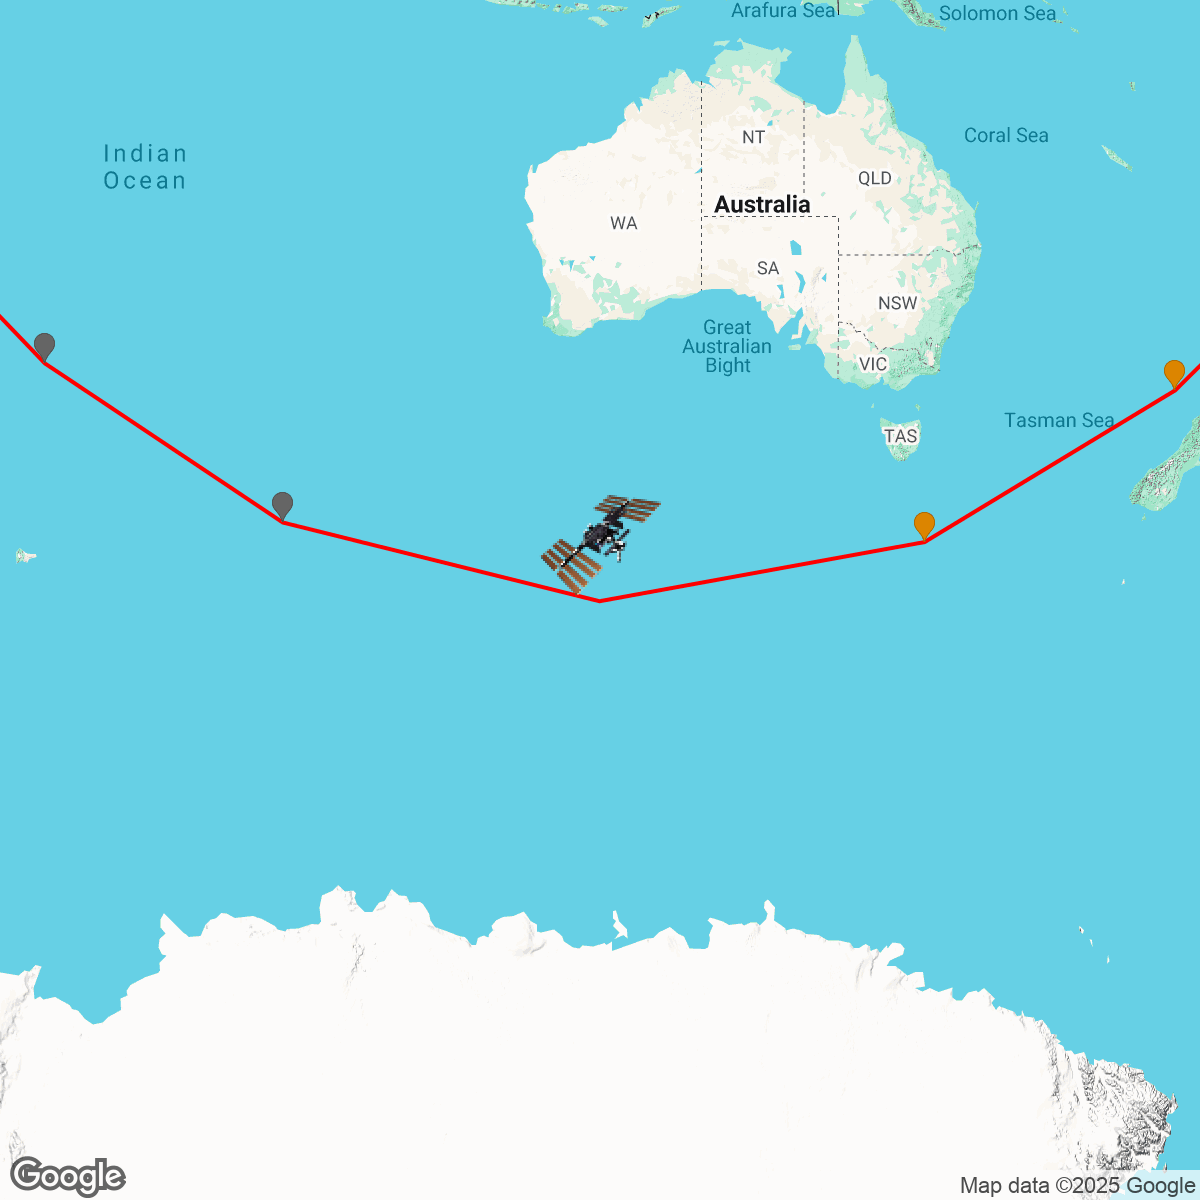 Arafura Sea
Solomon Sea
Coral Sea
Indian
Ocean
NT
QLD
Australia
WA
SA
NSW
Great
Australian
Bight
VIC
Tasman Sea
TAS
Google
Map data ©2025 Google